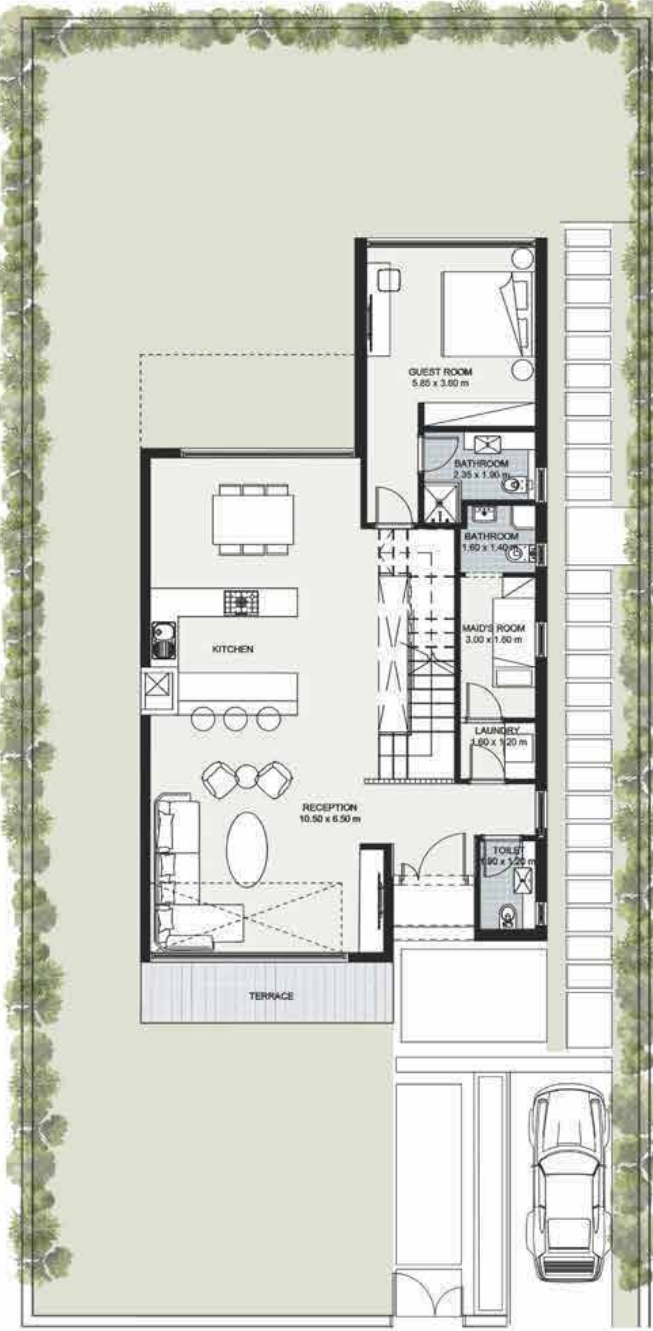 GUEST ROOM
5.85 x 3.60 m
BATHROOM
2.35 x 1.90 m
BATHROOM
1.60 x 1.40 m
KITCHEN
MAID'S ROOM
3.00 x 1.60 m
LAUNDRY
1.60 x 1.20 m
RECEPTION
10.50 x 6.50 m
TOILET
1.90 x 1.20 m
TERRACE